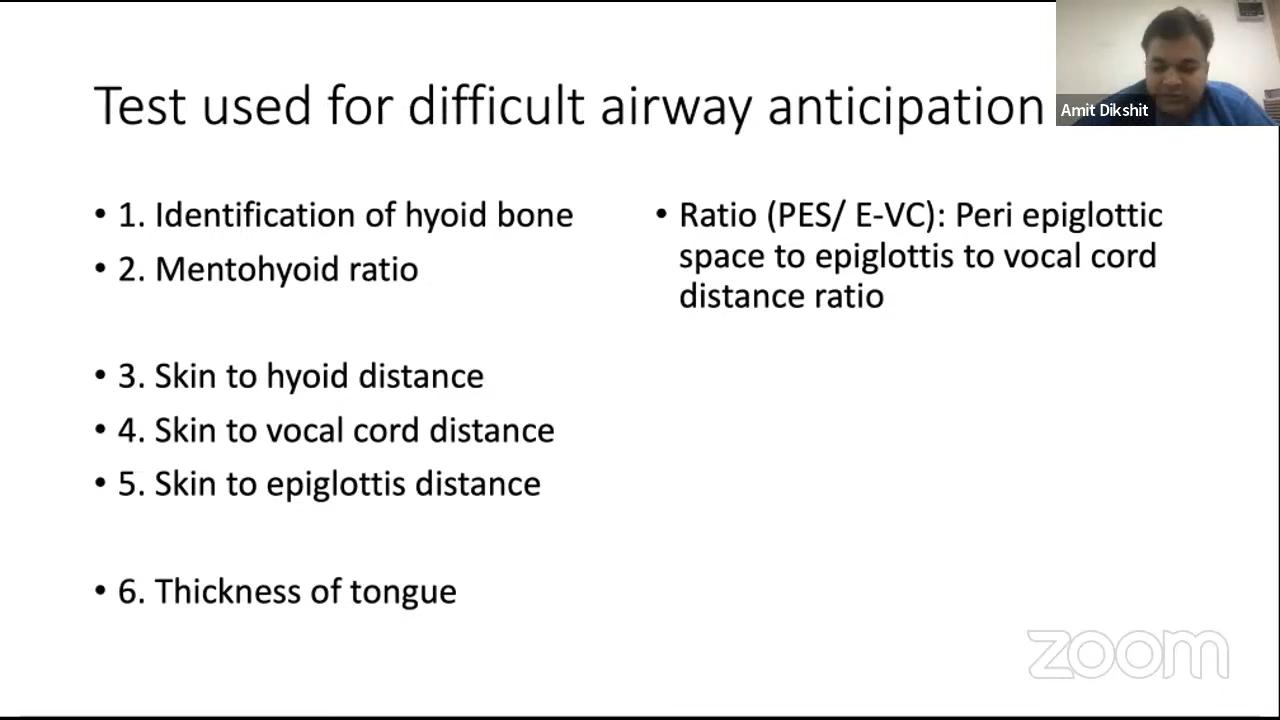 Test used for difficult airway anticipation
Amit Dikshit
• 1. Identification of hyoid bone
• 2. Mentohyoid ratio
• 3. Skin to hyoid distance
• 4. Skin to vocal cord distance
• 5. Skin to epiglottis distance
• 6. Thickness of tongue
• Ratio (PES/ E-VC): Peri epiglottic
space to epiglottis to vocal cord
distance ratio
zoom